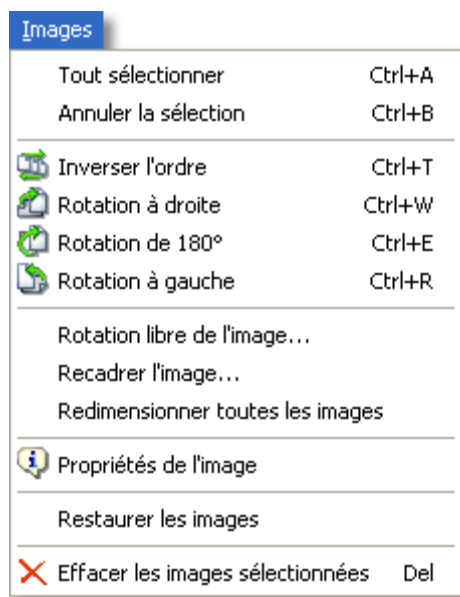 Images
Tout sélectionner Ctrl+A
Annuler la sélection Ctrl+B
Inverser l'ordre Ctrl+T
Rotation à droite Ctrl+W
Rotation de 180° Ctrl+E
Rotation à gauche Ctrl+R
Rotation libre de l'image...
Recadrer l'image...
Redimensionner toutes les images
Propriétés de l'image
Restaurer les images
Effacer les images sélectionnées Del